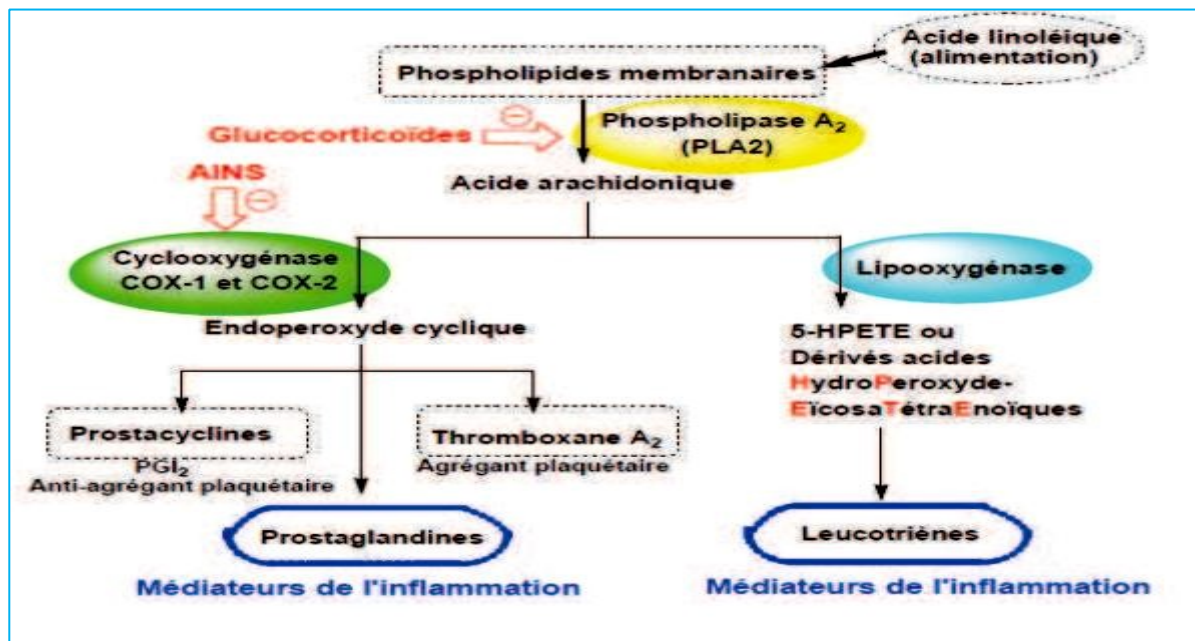 Acide linoléique
(alimentation)
Phospholipides membranaires
Glucocorticoïdes
Phospholipase A₂
(PLA2)
AINS
Acide arachidonique
Cyclooxygénase
COX-1 et COX-2
Lipooxygénase
Endoperoxyde cyclique
5-HPETE ou
Dérivés acides
HydroPeroxyde-
EïcosaTétraEnoïques
Prostacyclines
PGI₂
Anti-agrégant plaquétaire
Thromboxane A₂
Agrégant plaquétaire
Prostaglandines
Leucotriènes
Médiateurs de l'inflammation
Médiateurs de l'inflammation